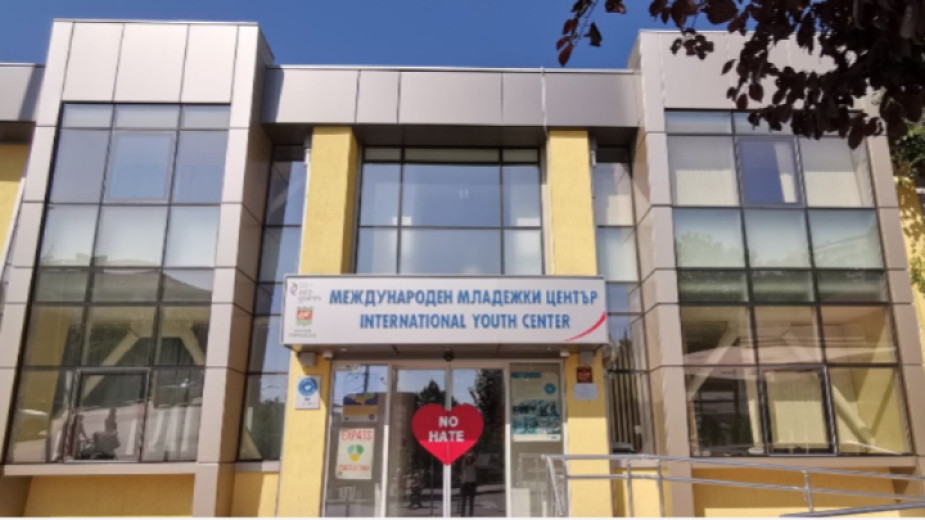 МЕЖДУНАРОДЕН МЛАДЕЖКИ ЦЕНТЪР
INTERNATIONAL YOUTH CENTER
NO
HATE
EXPATS